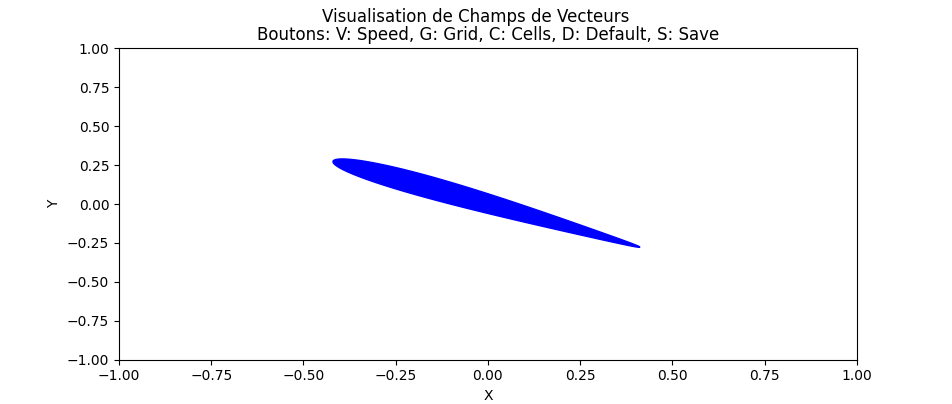 Visualisation de Champs de Vecteurs
Boutons: V: Speed, G: Grid, C: Cells, D: Default, S: Save
1.00
0.75
0.50
0.25
0.00
−0.25
−0.50
−0.75
−1.00
Y
−1.00 −0.75 −0.50 −0.25 0.00 0.25 0.50 0.75 1.00
X